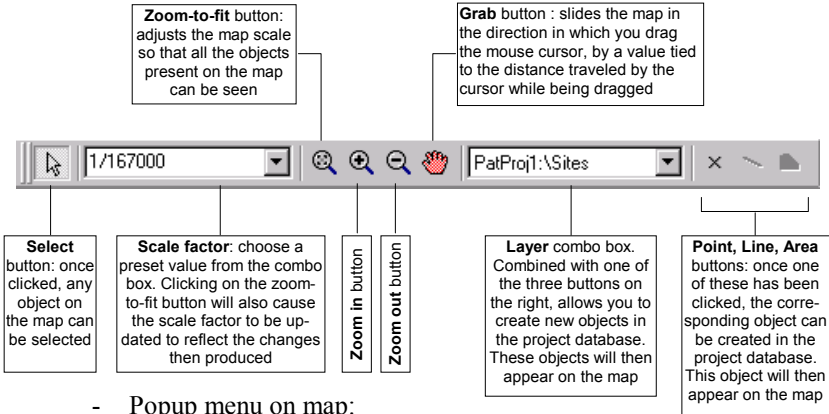 Zoom-to-fit button:
adjusts the map scale
so that all the objects
present on the map
can be seen
Grab button : slides the map in
the direction in which you drag
the mouse cursor, by a value tied
to the distance traveled by the
cursor while being dragged
1/167000
PatProj1:\Sites
Select
button: once
clicked, any
object on
the map can
be selected
Scale factor: choose a
preset value from the combo
box. Clicking on the zoom-
to-fit button will also cause
the scale factor to be up-
dated to reflect the changes
then produced
Zoom in button
Zoom out button
Layer combo box.
Combined with one of
the three buttons on
the right, allows you to
create new objects in
the project database.
These objects will then
appear on the map
Point, Line, Area
buttons: once one
of these has been
clicked, the corre-
sponding object can
be created in the
project database.
This object will then
appear on the map
- Popup menu on map: